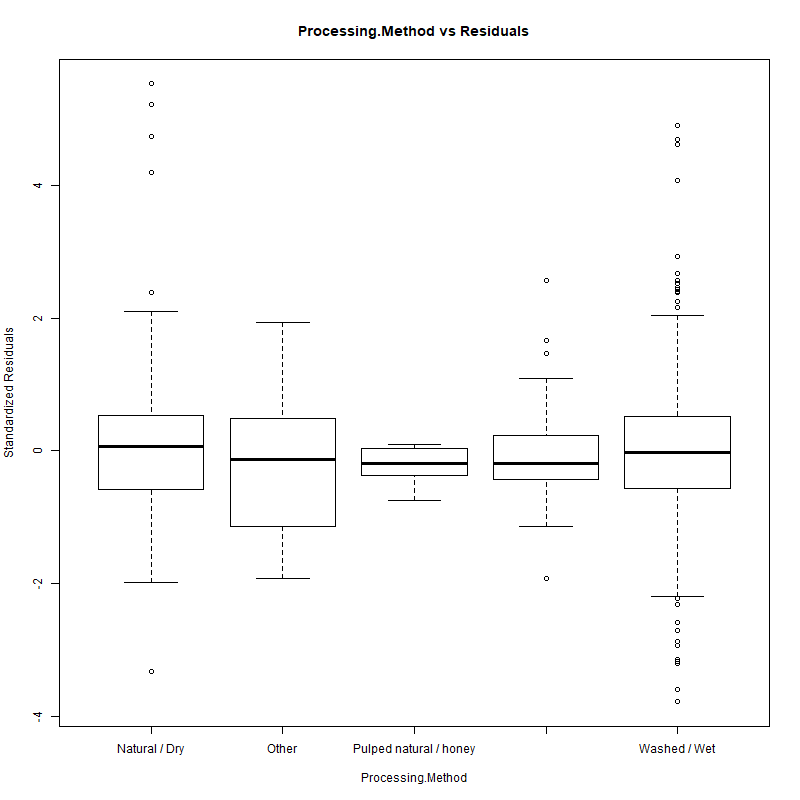 Processing.Method vs Residuals
Standardized Residuals
4
2
0
-2
-4
Natural / Dry
Other
Pulped natural / honey
Washed / Wet
Processing.Method